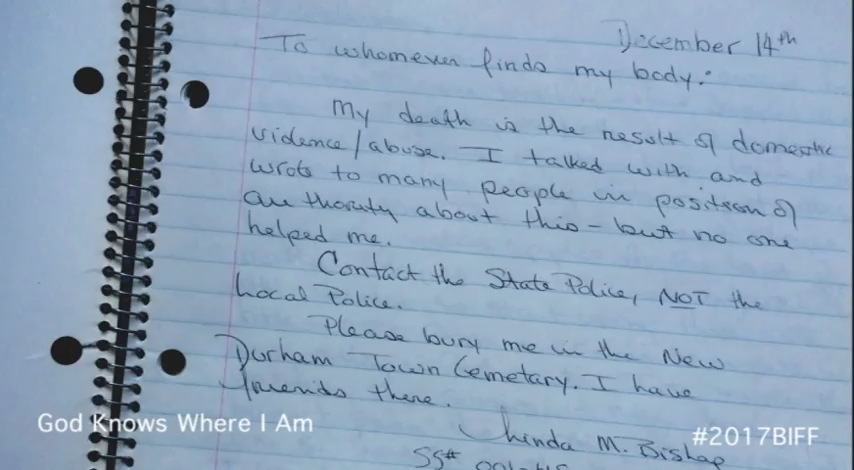 December 14th
To whomever finds my body:
My death is the result of domestic
violence/abuse. I talked with and
wrote to many people in position of
authority about this - but no one
helped me.
Contact the State Police, NOT the
Local Police.
Please bury me in the New
Durham Town Cemetary. I have
friends there.
Linda M. Bishop
SS#
God Knows Where I Am
#2017BIFF